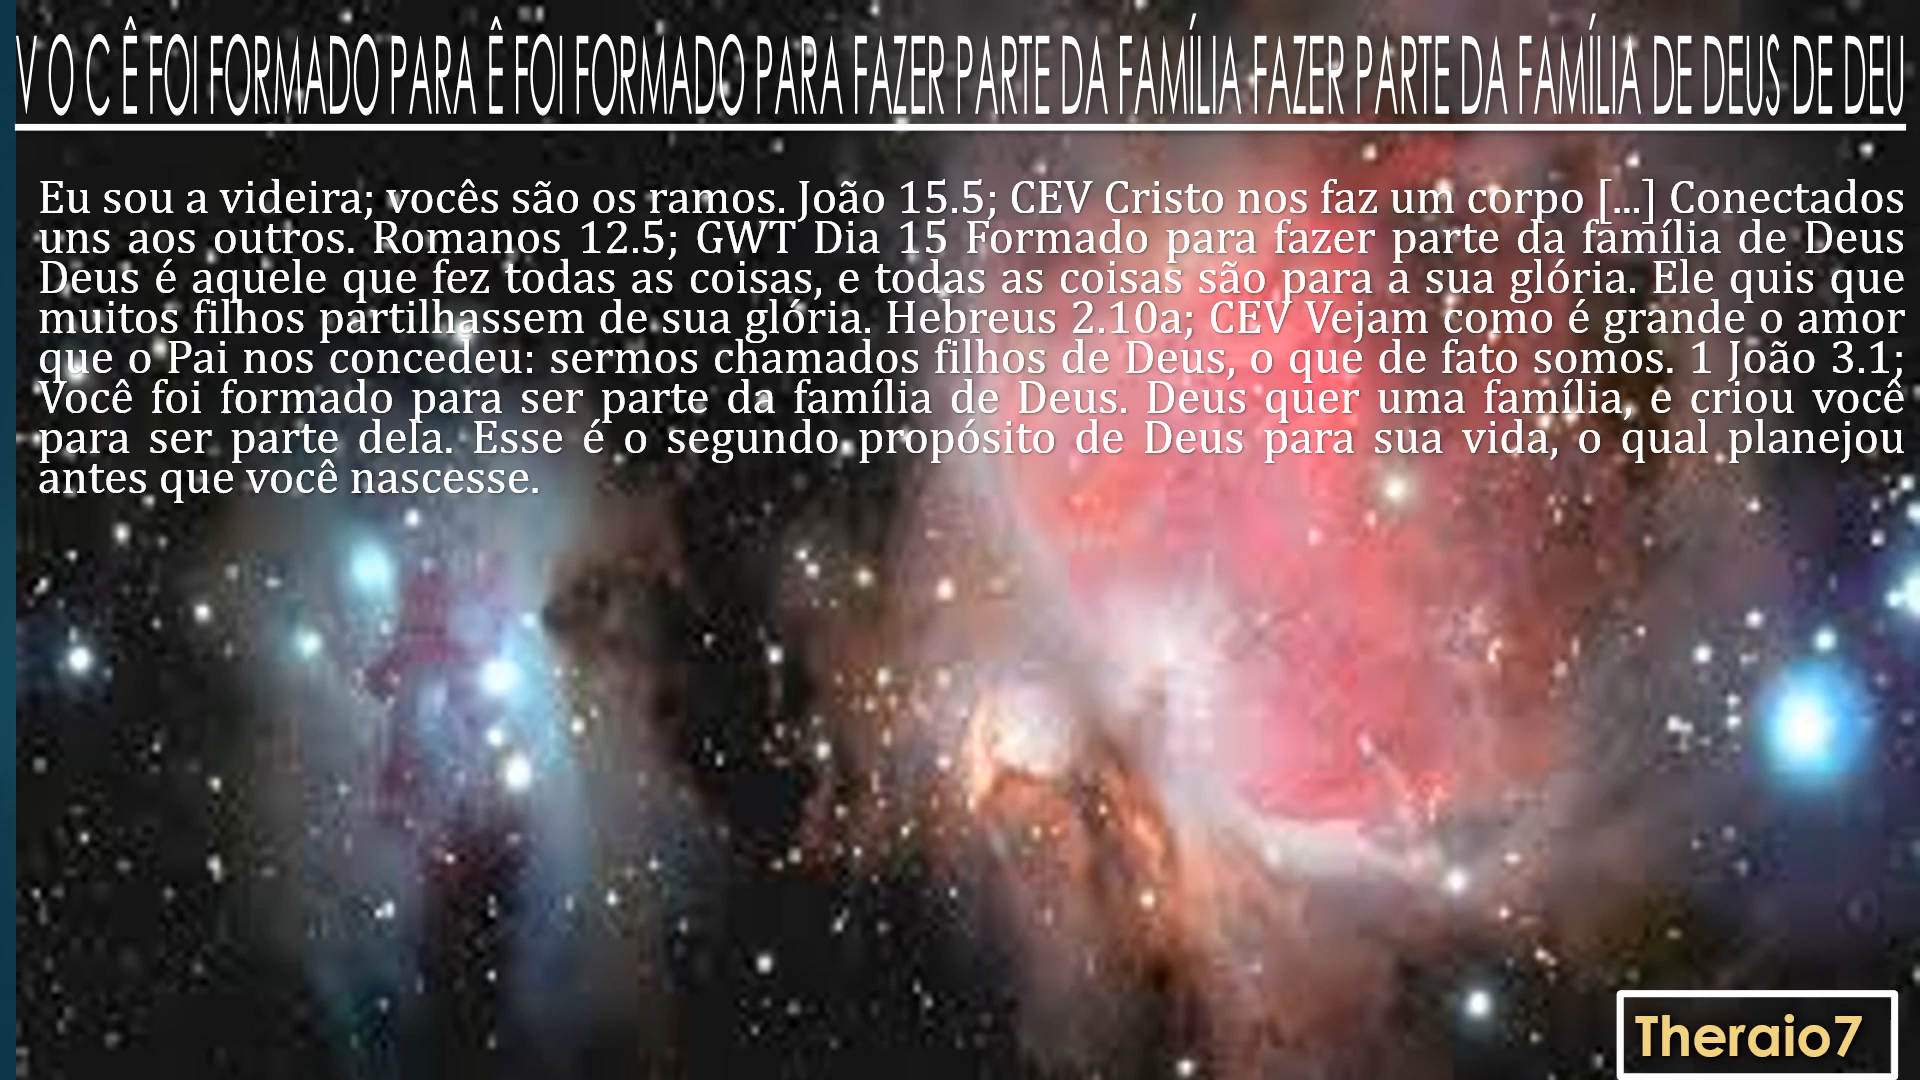 V O C Ê FOI FORMADO PARA Ê FOI FORMADO PARA FAZER PARTE DA FAMÍLIA FAZER PARTE DA FAMÍLIA DE DEUS DE DEU
Eu sou a videira; vocês são os ramos. João 15.5; CEV Cristo nos faz um corpo [...] Conectados
uns aos outros. Romanos 12.5; GWT Dia 15 Formado para fazer parte da família de Deus
Deus é aquele que fez todas as coisas, e todas as coisas são para a sua glória. Ele quis que
muitos filhos partilhassem de sua glória. Hebreus 2.10a; CEV Vejam como é grande o amor
que o Pai nos concedeu: sermos chamados filhos de Deus, o que de fato somos. 1 João 3.1;
Você foi formado para ser parte da família de Deus. Deus quer uma família, e criou você
para ser parte dela. Esse é o segundo propósito de Deus para sua vida, o qual planejou
antes que você nascesse.
Theraio7